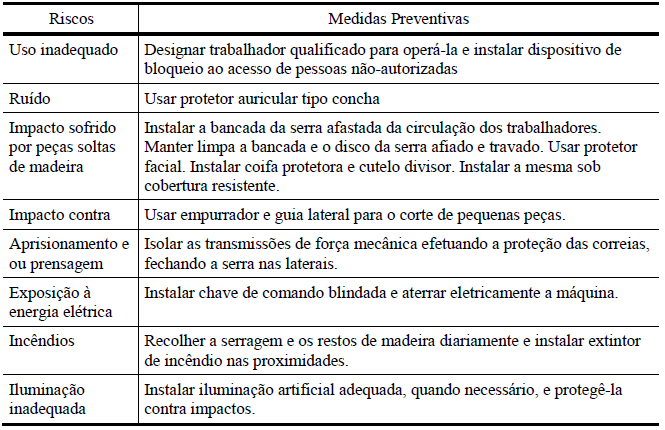 Riscos Medidas Preventivas
Uso inadequado Designar trabalhador qualificado para operá-la e instalar dispositivo de
bloqueio ao acesso de pessoas não-autorizadas
Ruído Usar protetor auricular tipo concha
Impacto sofrido Instalar a bancada da serra afastada da circulação dos trabalhadores.
por peças soltas Manter limpa a bancada e o disco da serra afiado e travado. Usar protetor
de madeira facial. Instalar coifa protetora e cutelo divisor. Instalar a mesma sob
cobertura resistente.
Impacto contra Usar empurrador e guia lateral para o corte de pequenas peças.
Aprisionamento e Isolar as transmissões de força mecânica efetuando a proteção das correias,
ou prensagem fechando a serra nas laterais.
Exposição à Instalar chave de comando blindada e aterrar eletricamente a máquina.
energia elétrica
Incêndios Recolher a serragem e os restos de madeira diariamente e instalar extintor
de incêndio nas proximidades.
Iluminação Instalar iluminação artificial adequada, quando necessário, e protegê-la
inadequada contra impactos.